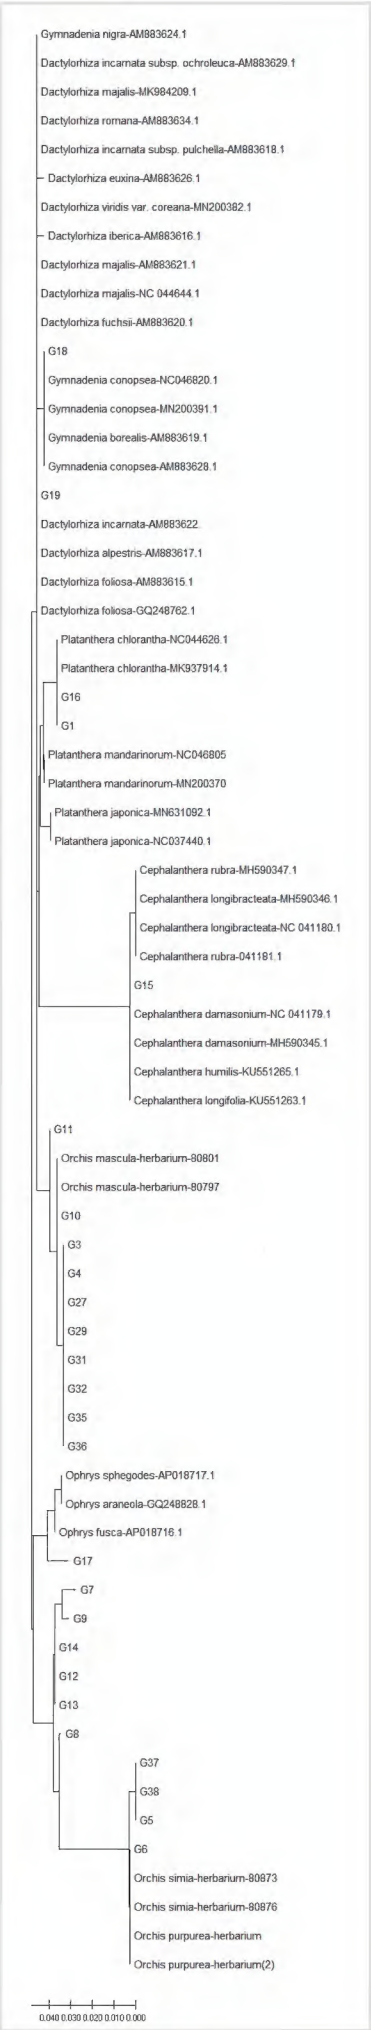 Gymnadenia nigra-AM883624.1
Dactylorhiza incarnata subsp. ochroleuca-AM883629.1
Dactylorhiza majalis-MK984209.1
Dactylorhiza romana-AM883634.1
Dactylorhiza incarnata subsp. pulchella-AM883618.1
Dactylorhiza euxina-AM883626.1
Dactylorhiza viridis var. coreana-MN200382.1
Dactylorhiza iberica-AM883616.1
Dactylorhiza majalis-AM883621.1
Dactylorhiza majalis-NC 044644.1
Dactylorhiza fuchsii-AM883620.1
G18
Gymnadenia conopsea-NC046820.1
Gymnadenia conopsea-MN200391.1
Gymnadenia borealis-AM883619.1
Gymnadenia conopsea-AM883628.1
G19
Dactylorhiza incarnata-AM883622
Dactylorhiza alpestris-AM883617.1
Dactylorhiza foliosa-AM883615.1
Dactylorhiza foliosa-GQ248762.1
Platanthera chlorantha-NC044626.1
Platanthera chlorantha-MK937914.1
G16
G1
Platanthera mandarinorum-NC046805
Platanthera mandarinorum-MN200370
Platanthera japonica-MN631092.1
Platanthera japonica-NC037440.1
Cephalanthera rubra-MH590347.1
Cephalanthera longibracteata-MH590346.1
Cephalanthera longibracteata-NC 041180.1
Cephalanthera rubra-041181.1
G15
Cephalanthera damasonium-NC 041179.1
Cephalanthera damasonium-MH590345.1
Cephalanthera humilis-KU551265.1
Cephalanthera longifolia-KU551263.1
G11
Orchis mascula-herbarium-80801
Orchis mascula-herbarium-80797
G10
G3
G4
G27
G29
G31
G32
G35
G36
Ophrys sphegodes-AP018717.1
Ophrys araneola-GQ248828.1
Ophrys fusca-AP018716.1
G17
G7
G9
G14
G12
G13
G8
G37
G38
G5
G6
Orchis simia-herbarium-80873
Orchis simia-herbarium-80876
Orchis purpurea-herbarium
Orchis purpurea-herbarium(2)
0.040 0.030 0.020 0.010 0.000